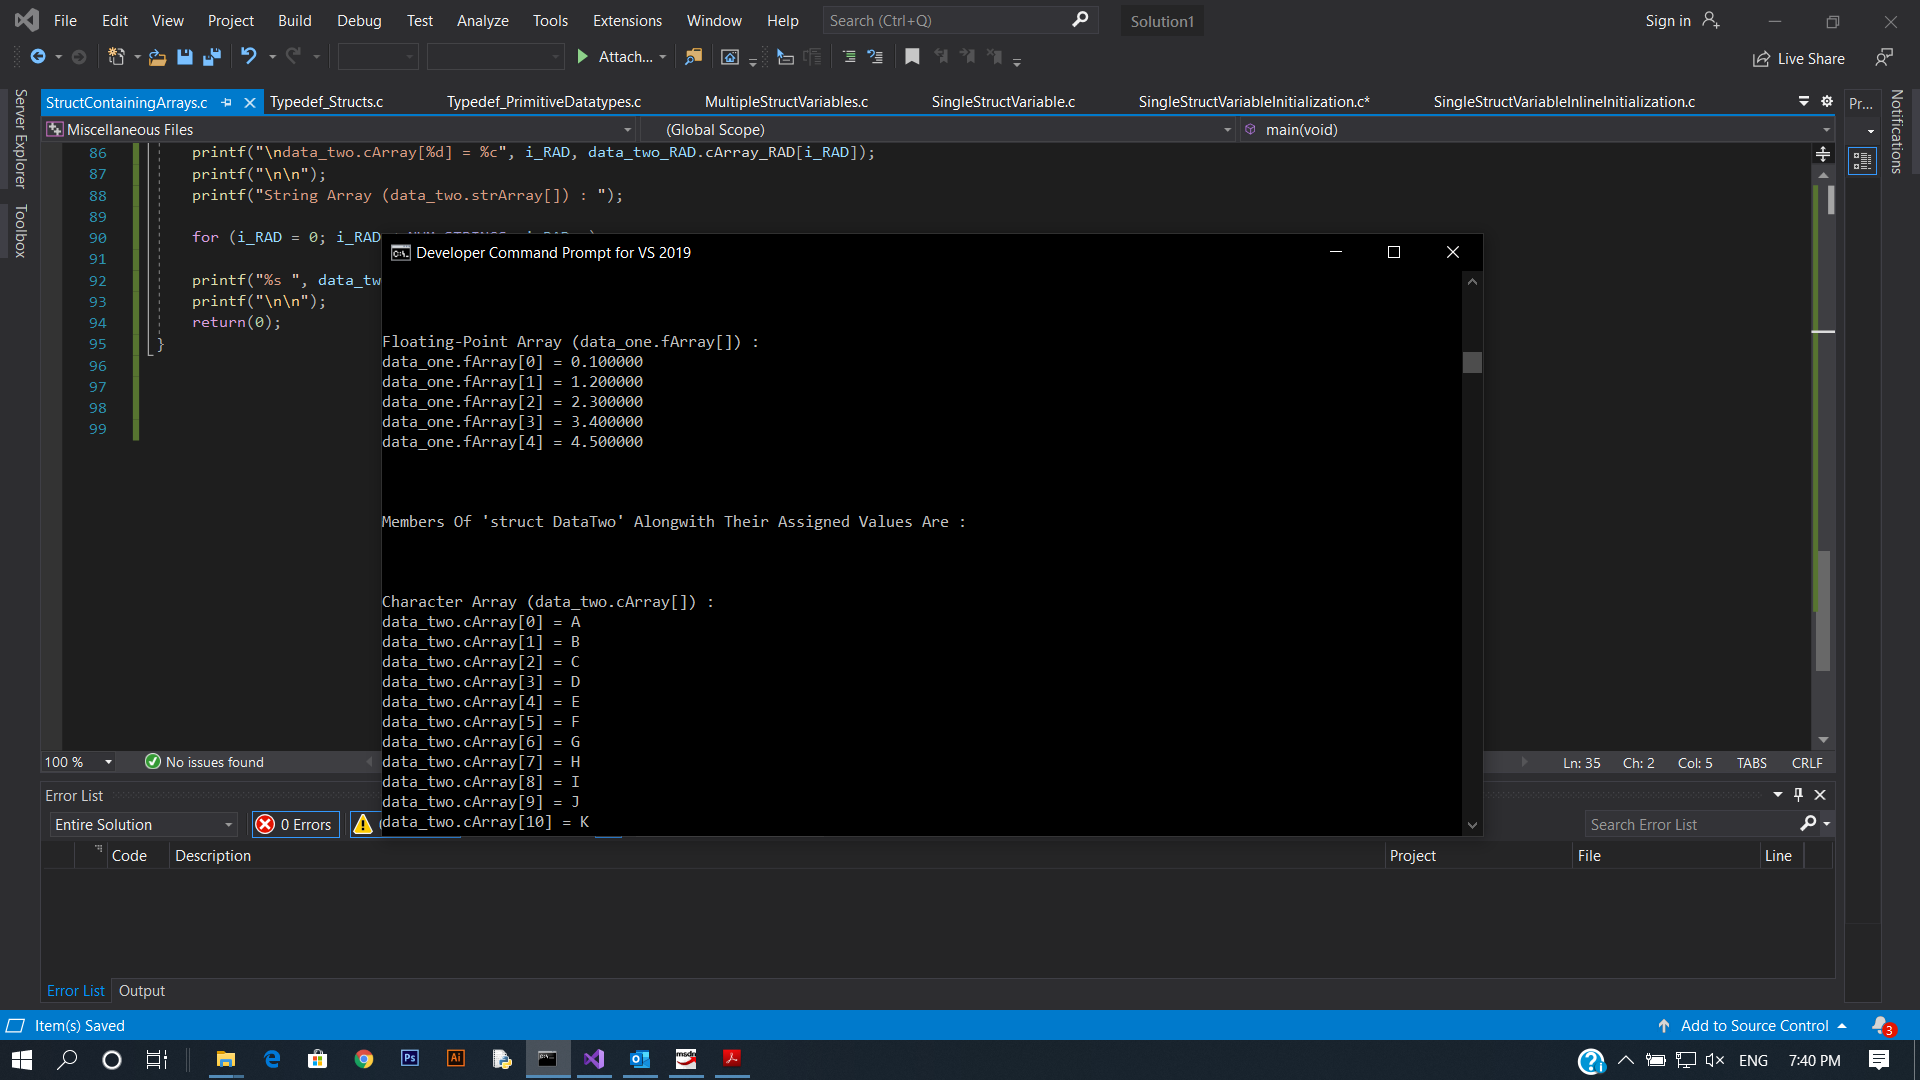 File Edit View Project Build Debug Test Analyze Tools Extensions Window Help Search (Ctrl+Q) Solution1 Sign in
Attach... Live Share
Server Explorer
Toolbox
StructContainingArrays.c Typedef_Structs.c Typedef_PrimitiveDatatypes.c MultipleStructVariables.c SingleStructVariable.c SingleStructVariableInitialization.c* SingleStructVariableInlineInitialization.c Pr...
Notifications
Miscellaneous Files (Global Scope) main(void)
86 printf("\ndata_two.cArray[%d] = %c", i_RAD, data_two_RAD.cArray_RAD[i_RAD]);
87 printf("\n\n");
88 printf("String Array (data_two.strArray[]) : ");
89
90 for (i_RAD = 0; i_RAD
91
92 printf("%s ", data_tw
93 printf("\n\n");
94 return(0);
95 }
96
97
98
99
Developer Command Prompt for VS 2019
Floating-Point Array (data_one.fArray[]) :
data_one.fArray[0] = 0.100000
data_one.fArray[1] = 1.200000
data_one.fArray[2] = 2.300000
data_one.fArray[3] = 3.400000
data_one.fArray[4] = 4.500000
Members Of 'struct DataTwo' Alongwith Their Assigned Values Are :
Character Array (data_two.cArray[]) :
data_two.cArray[0] = A
data_two.cArray[1] = B
data_two.cArray[2] = C
data_two.cArray[3] = D
data_two.cArray[4] = E
data_two.cArray[5] = F
data_two.cArray[6] = G
data_two.cArray[7] = H
data_two.cArray[8] = I
data_two.cArray[9] = J
data_two.cArray[10] = K
100 % No issues found Ln: 35 Ch: 2 Col: 5 TABS CRLF
Error List
Entire Solution 0 Errors Search Error List
Code Description Project File Line
Error List Output
Item(s) Saved Add to Source Control 3
Ps Ai msdn ENG 7:40 PM